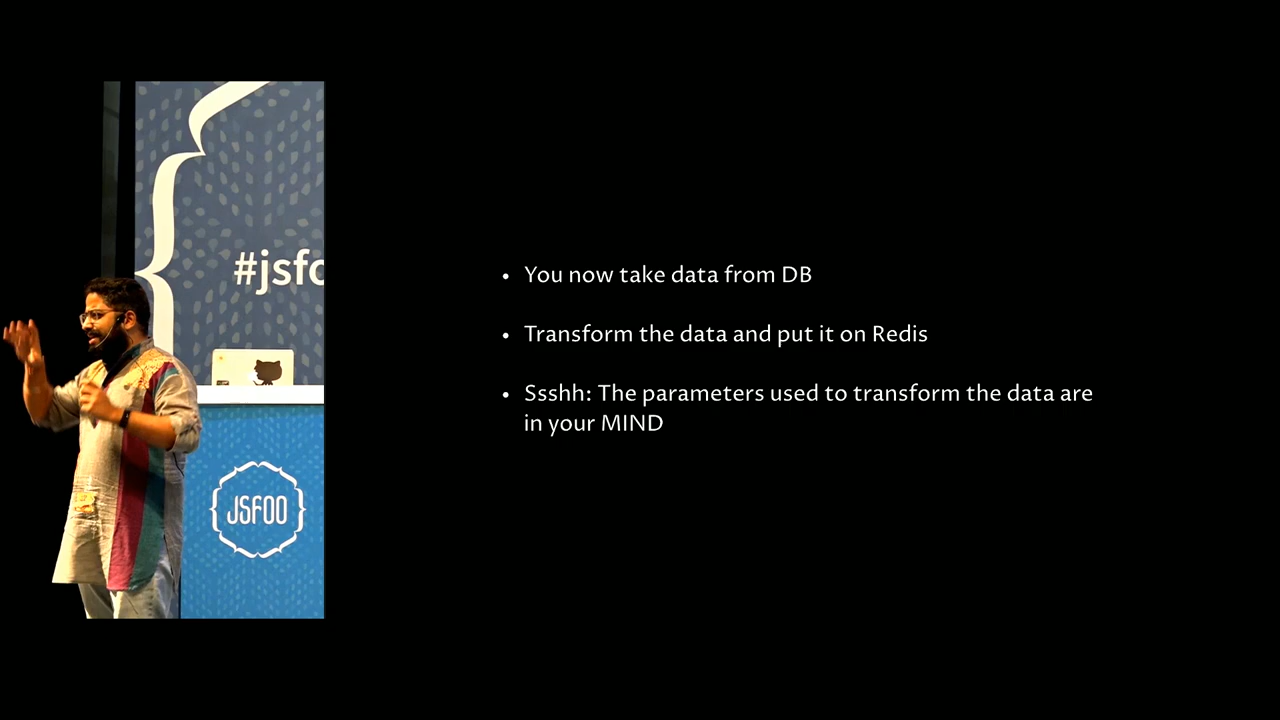 #jsfo
JSFOO
• You now take data from DB
• Transform the data and put it on Redis
• Ssshh: The parameters used to transform the data are
in your MIND